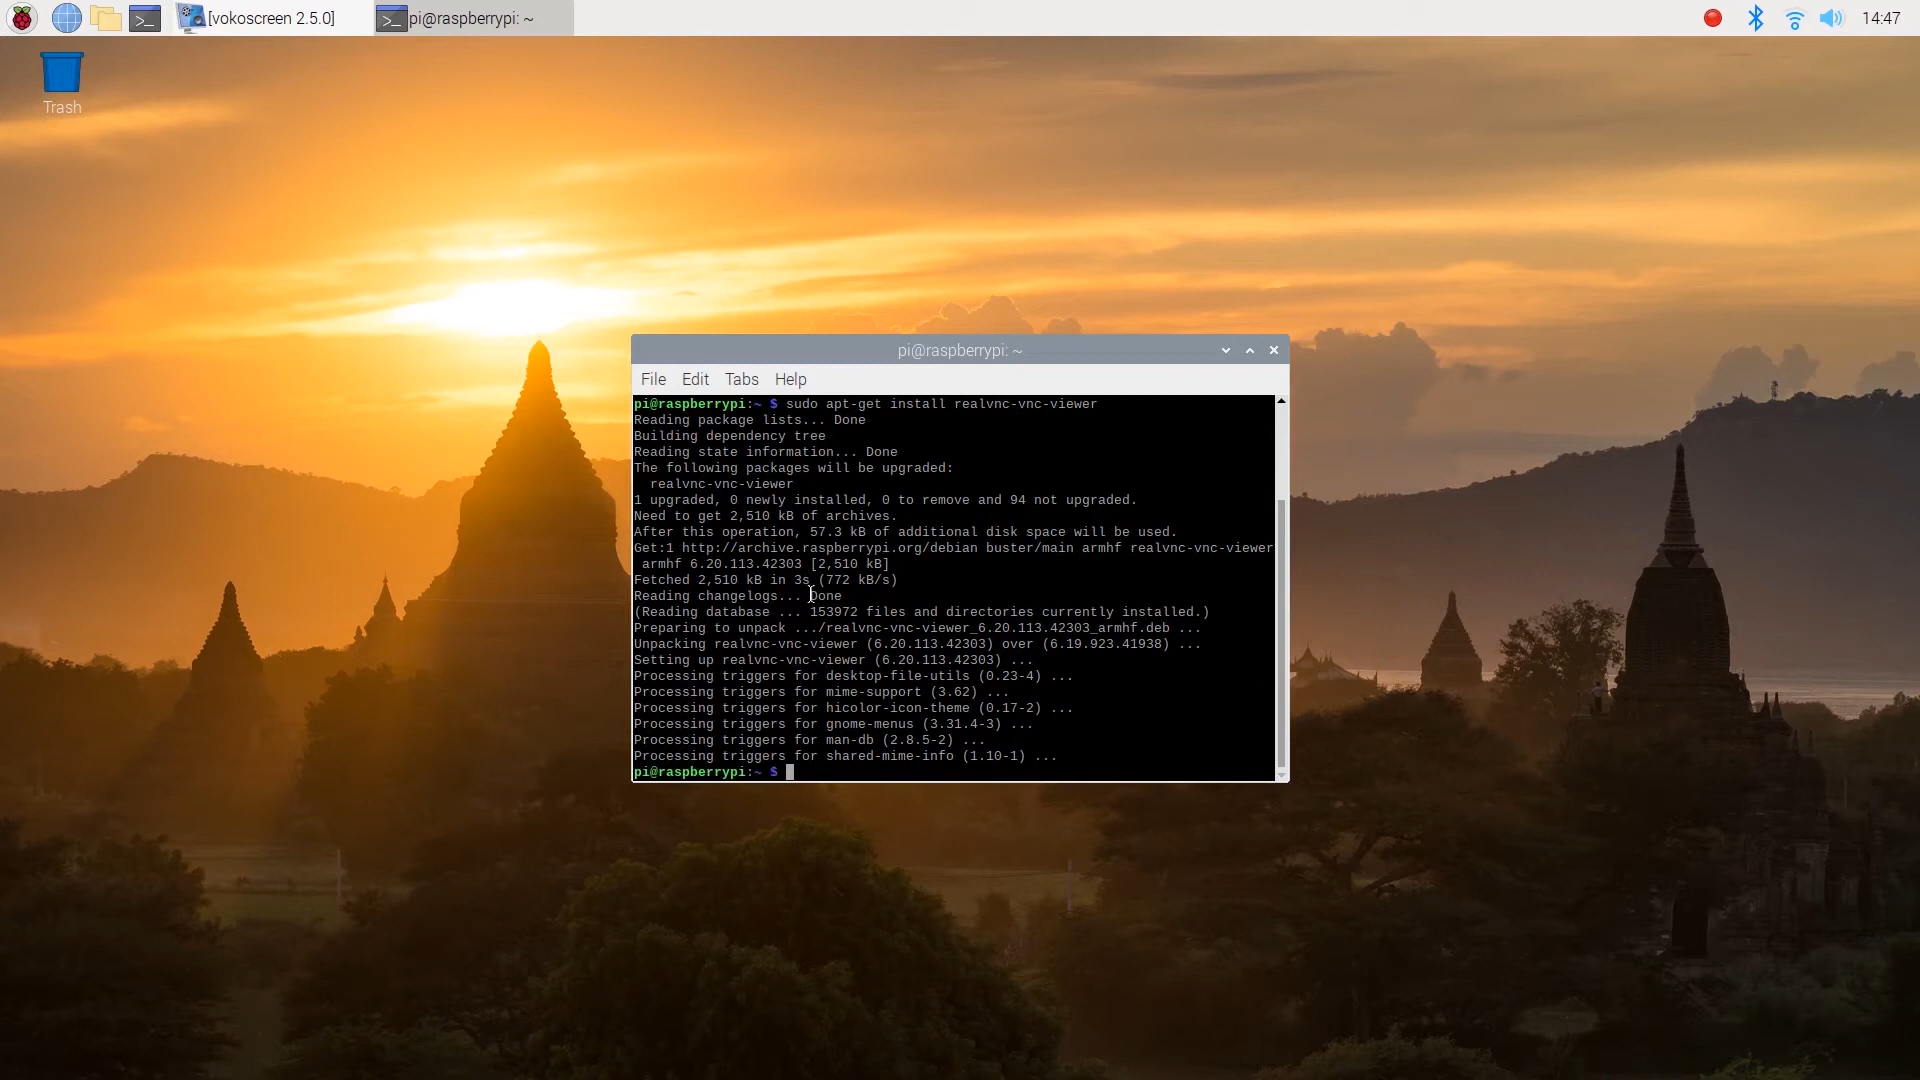 [vokoscreen 2.5.0]
pi@raspberrypi: ~
14:47
Trash
pi@raspberrypi: ~
File Edit Tabs Help
pi@raspberrypi:~ $ sudo apt-get install realvnc-vnc-viewer
Reading package lists... Done
Building dependency tree
Reading state information... Done
The following packages will be upgraded:
realvnc-vnc-viewer
1 upgraded, 0 newly installed, 0 to remove and 94 not upgraded.
Need to get 2,510 kB of archives.
After this operation, 57.3 kB of additional disk space will be used.
Get:1 http://archive.raspberrypi.org/debian buster/main armhf realvnc-vnc-viewer
armhf 6.20.113.42303 [2,510 kB]
Fetched 2,510 kB in 3s (772 kB/s)
Reading changelogs... Done
(Reading database ... 153972 files and directories currently installed.)
Preparing to unpack .../realvnc-vnc-viewer_6.20.113.42303_armhf.deb ...
Unpacking realvnc-vnc-viewer (6.20.113.42303) over (6.19.923.41938) ...
Setting up realvnc-vnc-viewer (6.20.113.42303) ...
Processing triggers for desktop-file-utils (0.23-4) ...
Processing triggers for mime-support (3.62) ...
Processing triggers for hicolor-icon-theme (0.17-2) ...
Processing triggers for gnome-menus (3.31.4-3) ...
Processing triggers for man-db (2.8.5-2) ...
Processing triggers for shared-mime-info (1.10-1) ...
pi@raspberrypi:~ $